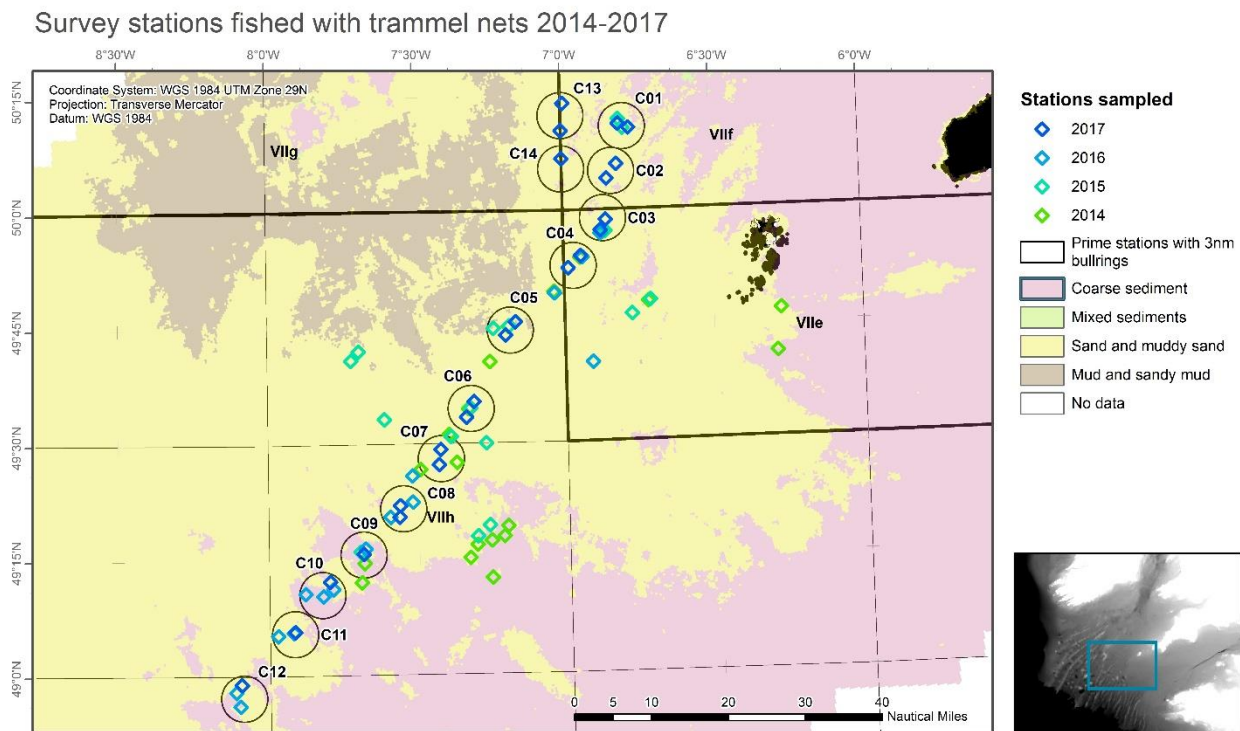 Survey stations fished with trammel nets 2014-2017
8°30'W
8°0'W
7°30'W
7°0'W
6°30'W
6°0'W
Coordinate System: WGS 1984 UTM Zone 29N
Projection: Transverse Mercator
Datum: WGS 1984
50°15'N
50°0'N
49°45'N
49°30'N
49°15'N
49°0'N
C13
C01
VIIg
VIIf
C14
C02
C03
C04
C05
VIIe
C06
C07
C08
VIIh
C09
C10
C11
C12
0 5 10 20 30 40
Nautical Miles
Stations sampled
2017
2016
2015
2014
Prime stations with 3nm
bullrings
Coarse sediment
Mixed sediments
Sand and muddy sand
Mud and sandy mud
No data